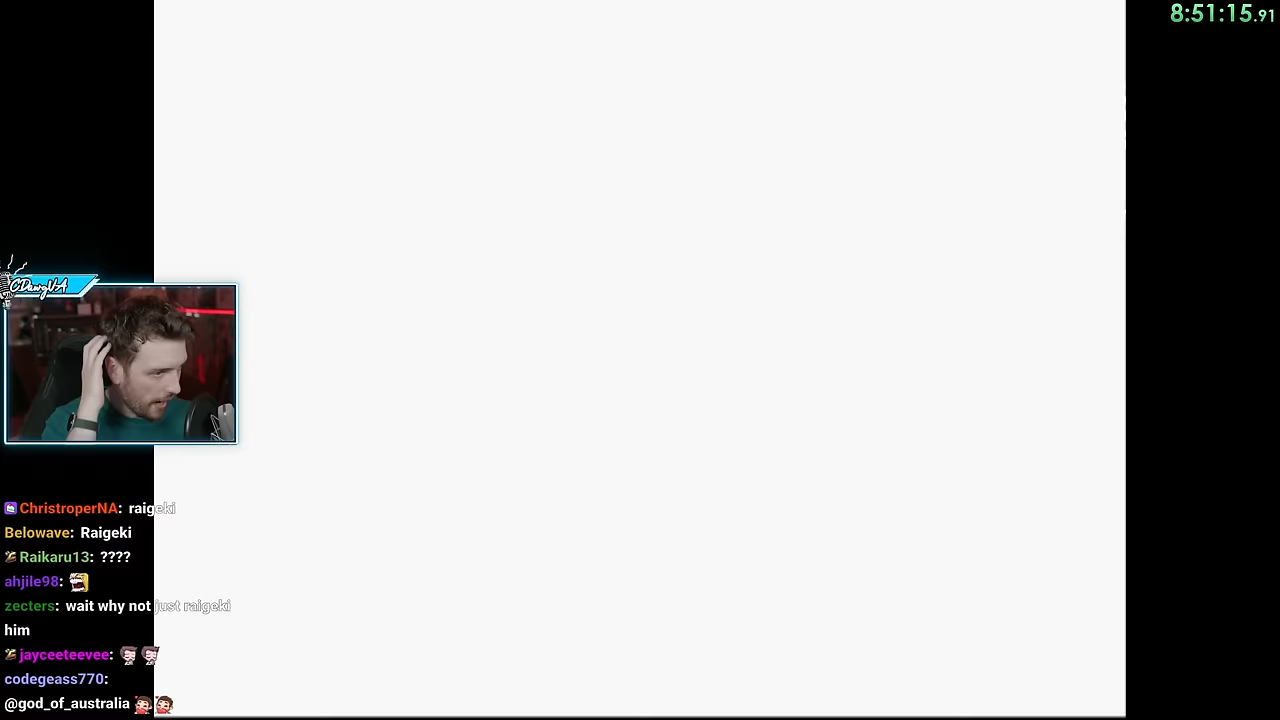 8:51:15.91
CDawgVA
ChristroperNA: raigeki
Belowave: Raigeki
Raikaru13: ????
ahjile98:
zecters: wait why not just raigeki
him
jayceeteevee:
codegeass770:
@god_of_australia